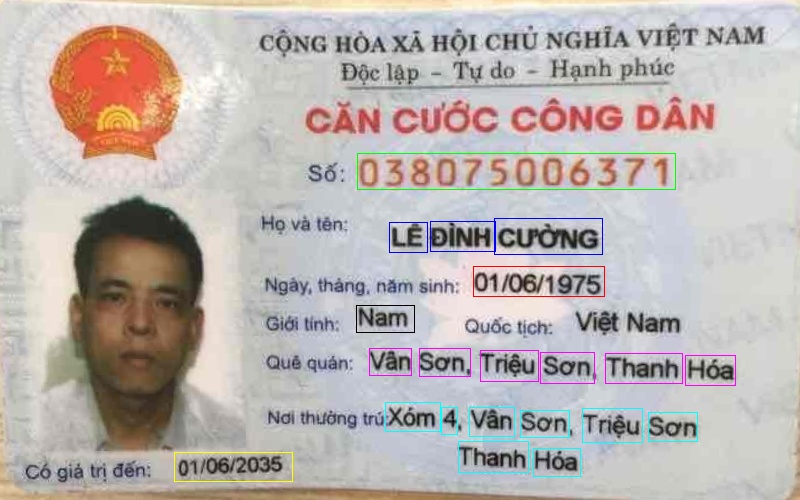 CỘNG HÒA XÃ HỘI CHỦ NGHĨA VIỆT NAM
Độc lập - Tự do - Hạnh phúc
CĂN CƯỚC CÔNG DÂN
Số: 038075006371
Họ và tên: LÊ ĐÌNH CƯỜNG
Ngày, tháng, năm sinh: 01/06/1975
Giới tính: Nam Quốc tịch: Việt Nam
Quê quán: Vân Sơn, Triệu Sơn, Thanh Hóa
Nơi thường trú: Xóm 4, Vân Sơn, Triệu Sơn
Thanh Hóa
Có giá trị đến: 01/06/2035